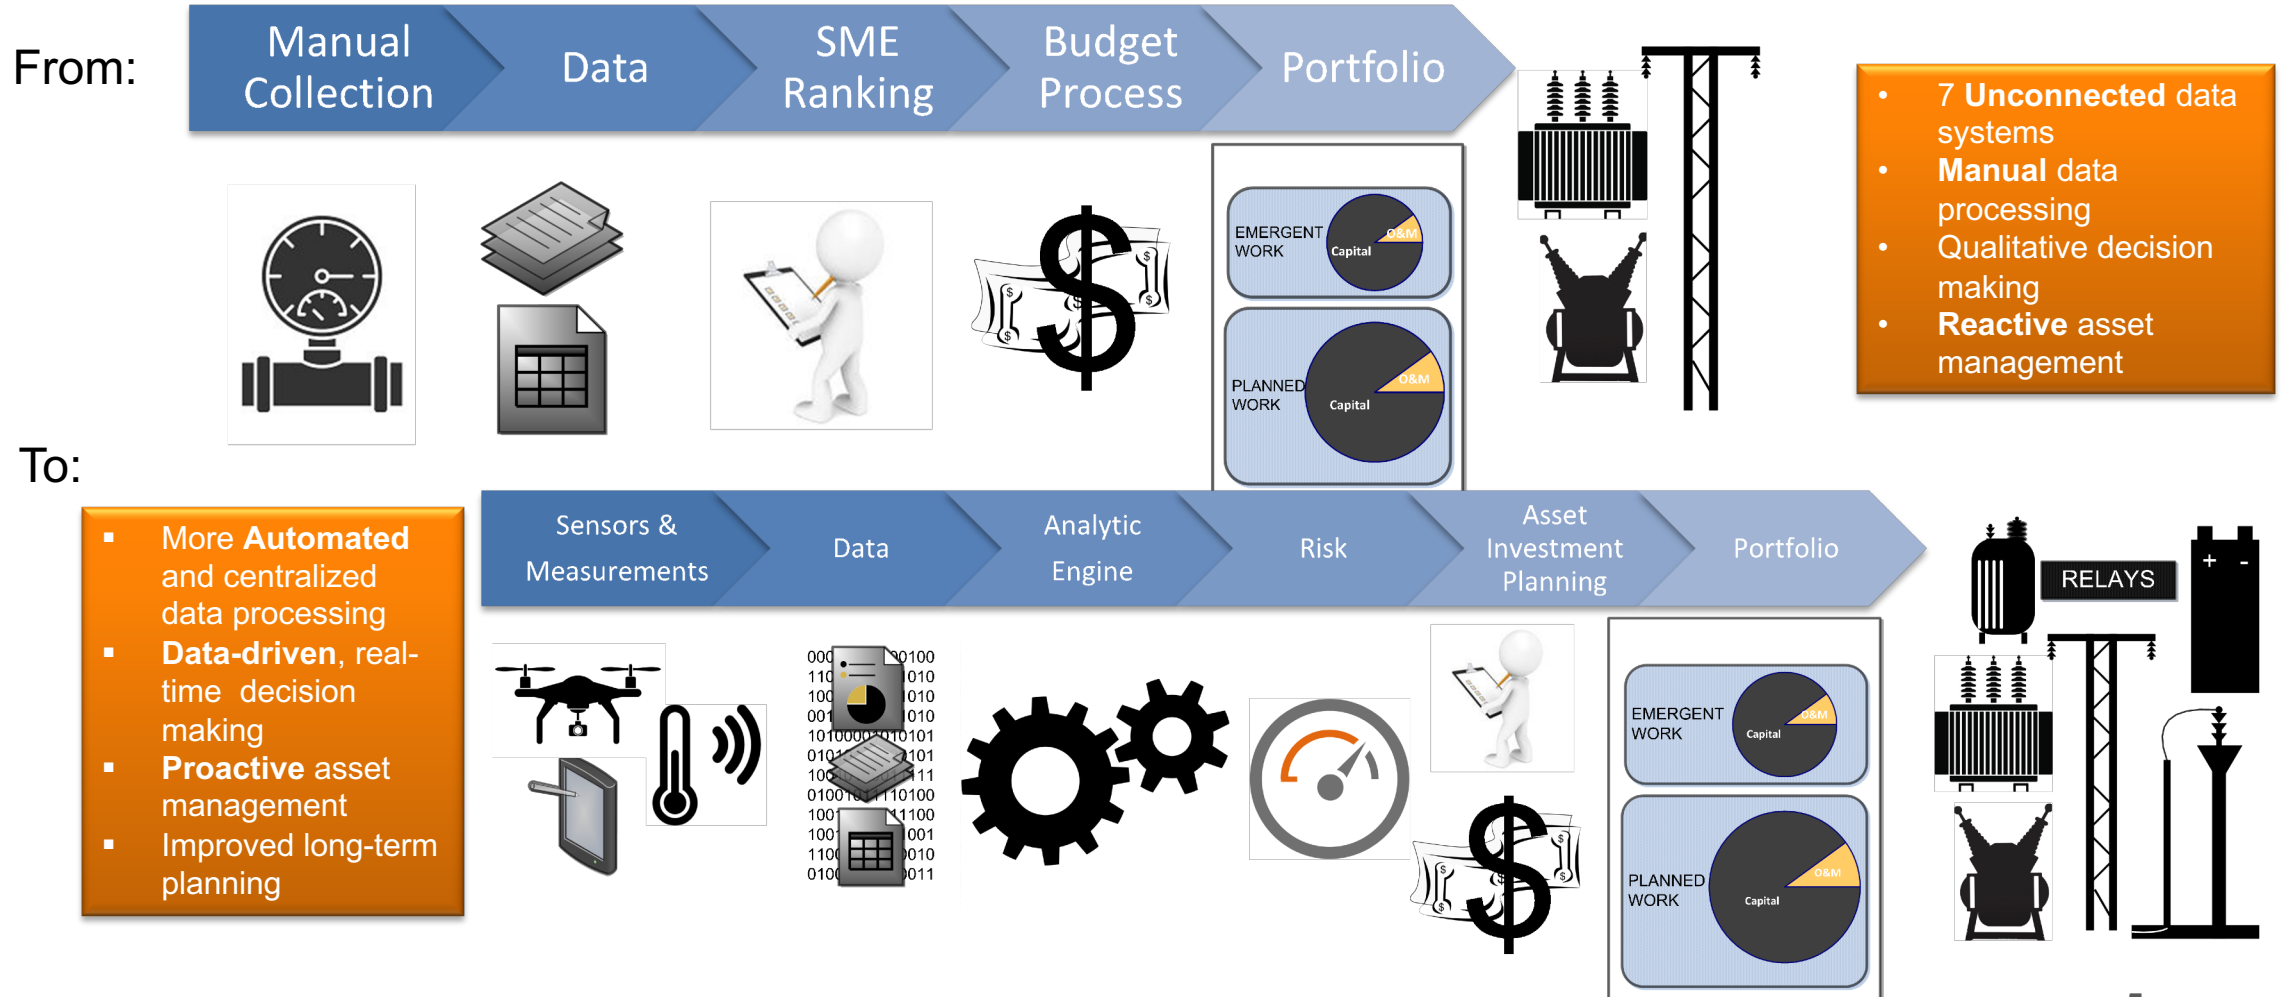 From:
Manual
Collection
Data
SME
Ranking
Budget
Process
Portfolio
• 7 Unconnected data
systems
• Manual data
processing
• Qualitative decision
making
• Reactive asset
management
EMERGENT
WORK
Capital
O&M
PLANNED
WORK
Capital
O&M
To:
▪ More Automated
and centralized
data processing
▪ Data-driven, real-
time decision
making
▪ Proactive asset
management
▪ Improved long-term
planning
Sensors &
Measurements
Data
Analytic
Engine
Risk
Asset
Investment
Planning
Portfolio
RELAYS
+ -
EMERGENT
WORK
Capital
O&M
PLANNED
WORK
Capital
O&M